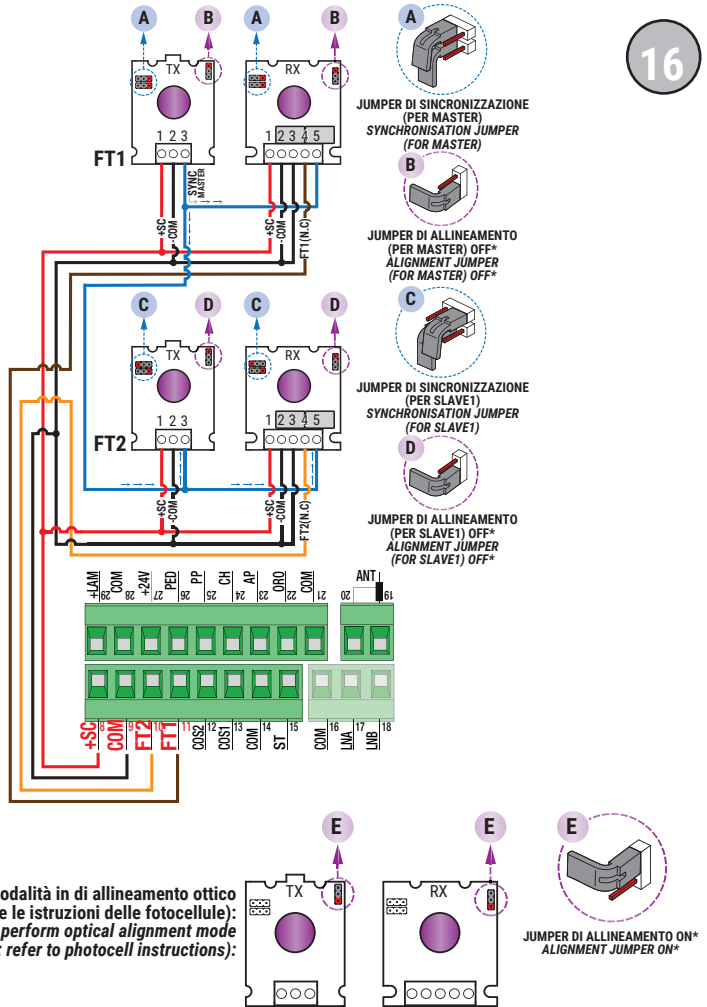 16
A B A B
TX RX
1 2 3 1 2 3 4 5
FT1
SYNC MASTER
+SC -COM +SC -COM FT1(N.C)
A
JUMPER DI SINCRONIZZAZIONE
(PER MASTER)
SYNCHRONISATION JUMPER
(FOR MASTER)
B
JUMPER DI ALLINEAMENTO
(PER MASTER) OFF*
ALIGNMENT JUMPER
(FOR MASTER) OFF*
C D C D
TX RX
1 2 3 1 2 3 4 5
FT2
+SC -COM +SC -COM FT2(N.C)
C
JUMPER DI SINCRONIZZAZIONE
(PER SLAVE1)
SYNCHRONISATION JUMPER
(FOR SLAVE1)
D
JUMPER DI ALLINEAMENTO
(PER SLAVE1) OFF*
ALIGNMENT JUMPER
(FOR SLAVE1) OFF*
+LAM COM +24V PED PP CH AP ORO COM ANT
29 28 27 26 25 24 23 22 21 20 19
+SC COM FT2 FT1 COS2 COS1 COM ST COM LNA LNB
8 9 10 11 12 13 14 15 16 17 18
E E E
TX RX
odalità in di allineamento ottico
e le istruzioni delle fotocellule):
perform optical alignment mode
: refer to photocell instructions):
JUMPER DI ALLINEAMENTO ON*
ALIGNMENT JUMPER ON*